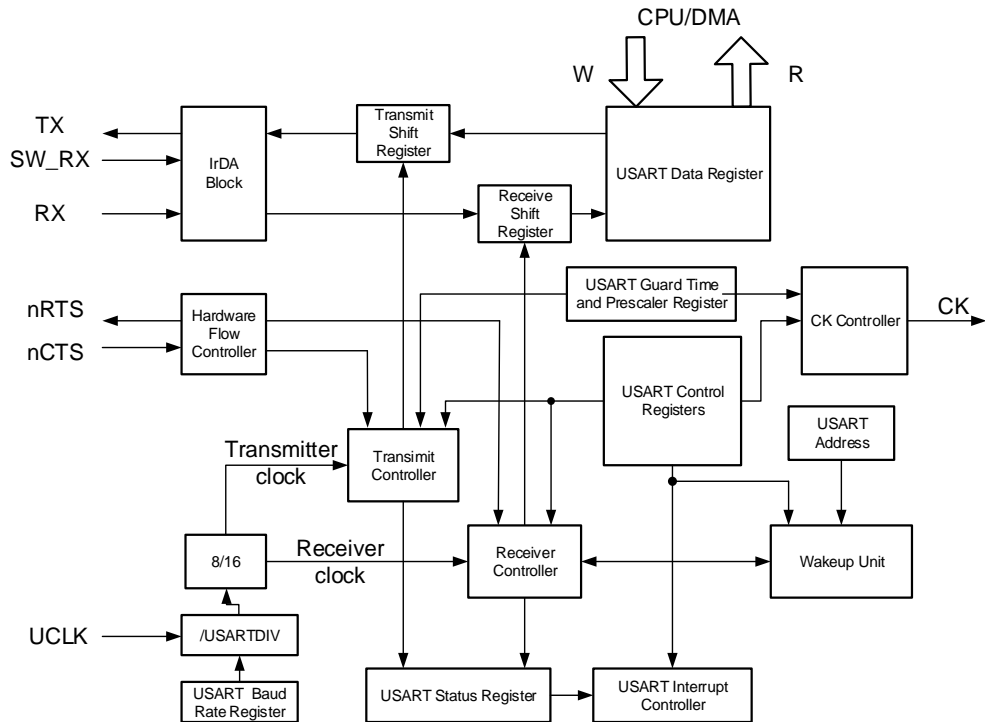 CPU/DMA
W
R
TX
SW_RX
RX
IrDA
Block
Transmit
Shift
Register
Receive
Shift
Register
USART Data Register
nRTS
nCTS
Hardware
Flow
Controller
USART Guard Time
and Prescaler Register
CK Controller
CK
USART Control
Registers
USART
Address
Transmitter
clock
Transimit
Controller
8/16
Receiver
clock
Receiver
Controller
Wakeup Unit
UCLK
/USARTDIV
USART Baud
Rate Register
USART Status Register
USART Interrupt
Controller